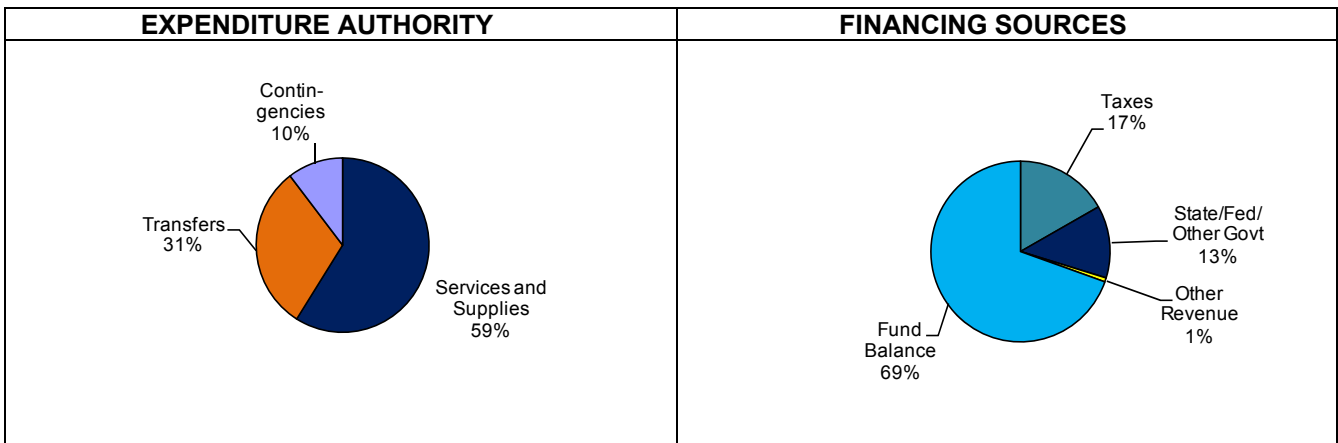 EXPENDITURE AUTHORITY
Contin-
gencies
10%
Transfers
31%
Services and
Supplies
59%
FINANCING SOURCES
Taxes
17%
State/Fed/
Other Govt
13%
Other
Revenue
1%
Fund
Balance
69%